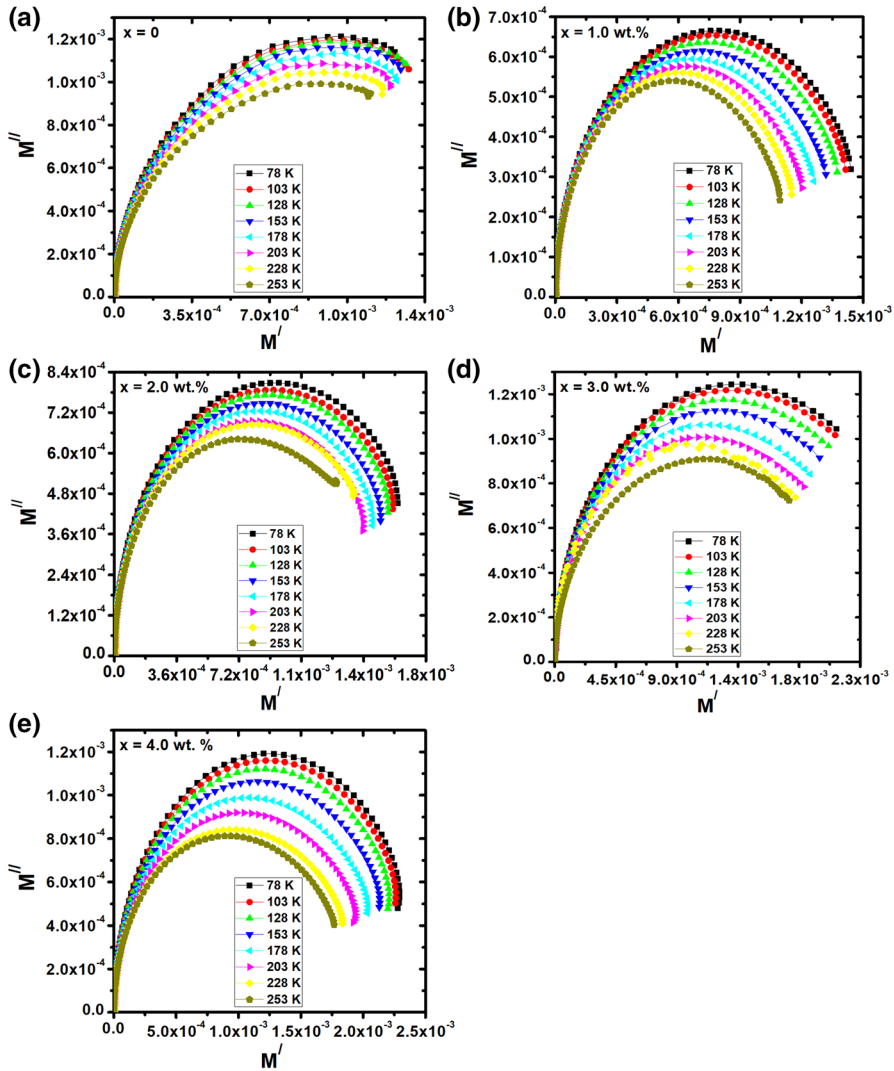 (a)
x = 0
1.2x10⁻³
1.0x10⁻³
8.0x10⁻⁴
6.0x10⁻⁴
4.0x10⁻⁴
2.0x10⁻⁴
0.0
M//
78 K
103 K
128 K
153 K
178 K
203 K
228 K
253 K
0.0
3.5x10⁻⁴
7.0x10⁻⁴
1.0x10⁻³
1.4x10⁻³
M/
(b)
x = 1.0 wt.%
7.0x10⁻⁴
6.0x10⁻⁴
5.0x10⁻⁴
4.0x10⁻⁴
3.0x10⁻⁴
2.0x10⁻⁴
1.0x10⁻⁴
0.0
M//
78 K
103 K
128 K
153 K
178 K
203 K
228 K
253 K
0.0
3.0x10⁻⁴
6.0x10⁻⁴
9.0x10⁻⁴
1.2x10⁻³
1.5x10⁻³
M/
(c)
x = 2.0 wt.%
8.4x10⁻⁴
7.2x10⁻⁴
6.0x10⁻⁴
4.8x10⁻⁴
3.6x10⁻⁴
2.4x10⁻⁴
1.2x10⁻⁴
0.0
M//
78 K
103 K
128 K
153 K
178 K
203 K
228 K
253 K
0.0
3.6x10⁻⁴
7.2x10⁻⁴
1.1x10⁻³
1.4x10⁻³
1.8x10⁻³
M/
(d)
x = 3.0 wt.%
1.2x10⁻³
1.0x10⁻³
8.0x10⁻⁴
6.0x10⁻⁴
4.0x10⁻⁴
2.0x10⁻⁴
0.0
M//
78 K
103 K
128 K
153 K
178 K
203 K
228 K
253 K
0.0
4.5x10⁻⁴
9.0x10⁻⁴
1.4x10⁻³
1.8x10⁻³
2.3x10⁻³
M/
(e)
x = 4.0 wt. %
1.2x10⁻³
1.0x10⁻³
8.0x10⁻⁴
6.0x10⁻⁴
4.0x10⁻⁴
2.0x10⁻⁴
0.0
M//
78 K
103 K
128 K
153 K
178 K
203 K
228 K
253 K
0.0
5.0x10⁻⁴
1.0x10⁻³
1.5x10⁻³
2.0x10⁻³
2.5x10⁻³
M/